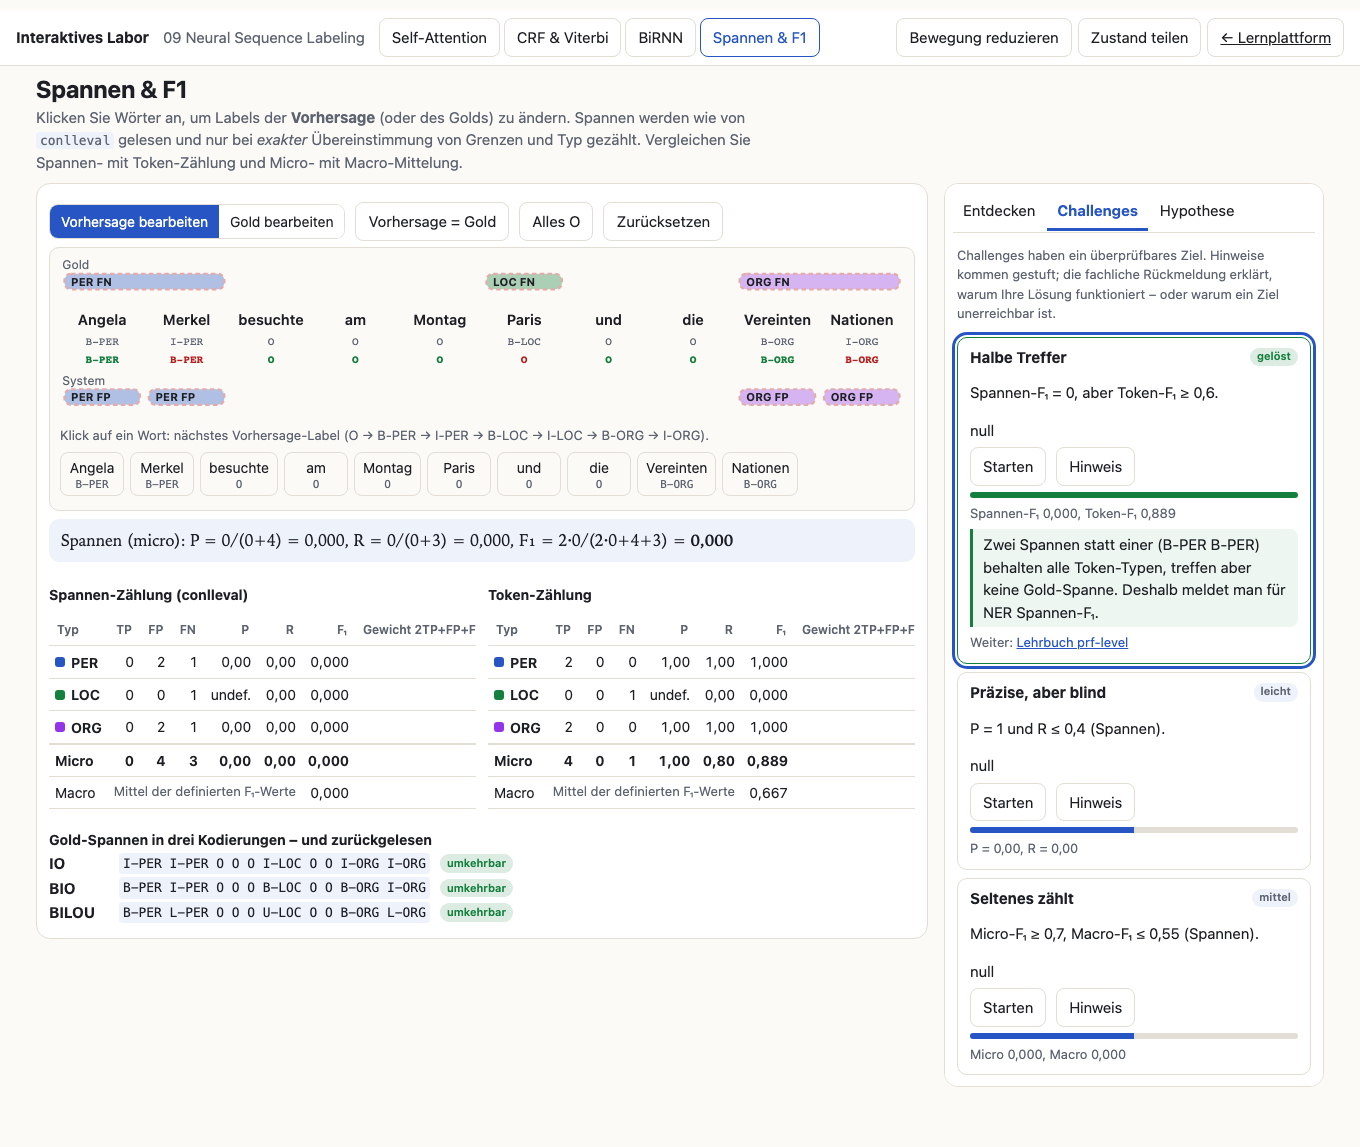 Interaktives Labor 09 Neural Sequence Labeling Self-Attention CRF & Viterbi BiRNN Spannen & F1 Bewegung reduzieren Zustand teilen ← Lernplattform
Spannen & F1
Klicken Sie Wörter an, um Labels der Vorhersage (oder des Golds) zu ändern. Spannen werden wie von
conlleval gelesen und nur bei exakter Übereinstimmung von Grenzen und Typ gezählt. Vergleichen Sie
Spannen- mit Token-Zählung und Micro- mit Macro-Mittelung.
Vorhersage bearbeiten Gold bearbeiten Vorhersage = Gold Alles O Zurücksetzen
Gold
PER FN LOC FN ORG FN
Angela Merkel besuchte am Montag Paris und die Vereinten Nationen
B-PER I-PER O O O B-LOC O O B-ORG I-ORG
B-PER B-PER O O O O O O B-ORG B-ORG
System
PER FP PER FP ORG FP ORG FP
Klick auf ein Wort: nächstes Vorhersage-Label (O → B-PER → I-PER → B-LOC → I-LOC → B-ORG → I-ORG).
Angela Merkel besuchte am Montag Paris und die Vereinten Nationen
B-PER B-PER O O O O O O B-ORG B-ORG
Spannen (micro): P = 0/(0+4) = 0,000, R = 0/(0+3) = 0,000, F₁ = 2·0/(2·0+4+3) = 0,000
Spannen-Zählung (conlleval)
Typ TP FP FN P R F₁ Gewicht 2TP+FP+F
PER 0 2 1 0,00 0,00 0,000
LOC 0 0 1 undef. 0,00 0,000
ORG 0 2 1 0,00 0,00 0,000
Micro 0 4 3 0,00 0,00 0,000
Macro Mittel der definierten F₁-Werte 0,000
Token-Zählung
Typ TP FP FN P R F₁ Gewicht 2TP+FP+F
PER 2 0 0 1,00 1,00 1,000
LOC 0 0 1 undef. 0,00 0,000
ORG 2 0 0 1,00 1,00 1,000
Micro 4 0 1 1,00 0,80 0,889
Macro Mittel der definierten F₁-Werte 0,667
Gold-Spannen in drei Kodierungen – und zurückgelesen
IO I-PER I-PER O O O I-LOC O O I-ORG I-ORG umkehrbar
BIO B-PER I-PER O O O B-LOC O O B-ORG I-ORG umkehrbar
BILOU B-PER L-PER O O O U-LOC O O B-ORG L-ORG umkehrbar
Entdecken Challenges Hypothese
Challenges haben ein überprüfbares Ziel. Hinweise
kommen gestuft; die fachliche Rückmeldung erklärt,
warum Ihre Lösung funktioniert – oder warum ein Ziel
unerreichbar ist.
Halbe Treffer gelöst
Spannen-F₁ = 0, aber Token-F₁ ≥ 0,6.
null
Starten Hinweis
Spannen-F₁ 0,000, Token-F₁ 0,889
Zwei Spannen statt einer (B-PER B-PER)
behalten alle Token-Typen, treffen aber
keine Gold-Spanne. Deshalb meldet man für
NER Spannen-F₁.
Weiter: Lehrbuch prf-level
Präzise, aber blind leicht
P = 1 und R ≤ 0,4 (Spannen).
null
Starten Hinweis
P = 0,00, R = 0,00
Seltenes zählt mittel
Micro-F₁ ≥ 0,7, Macro-F₁ ≤ 0,55 (Spannen).
null
Starten Hinweis
Micro 0,000, Macro 0,000